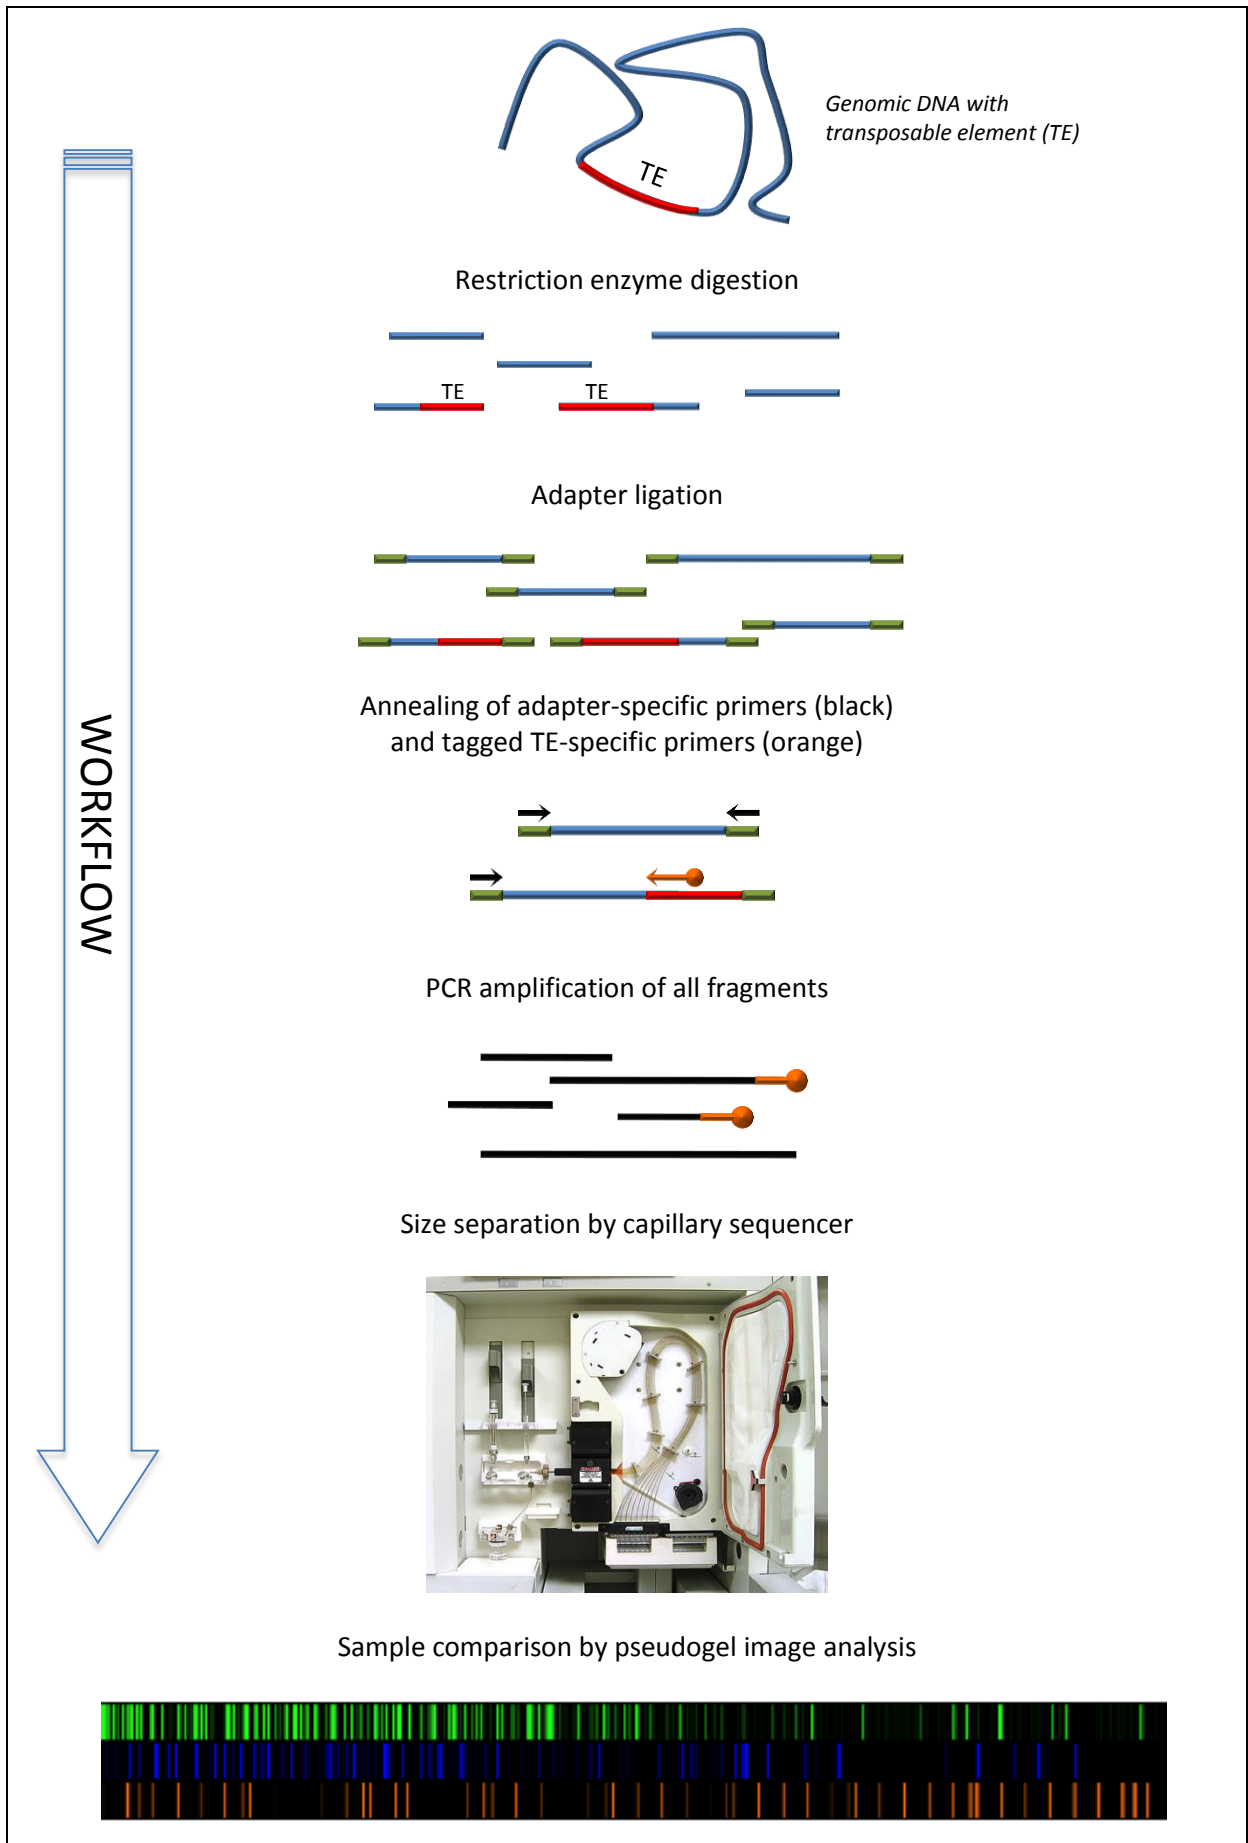 Genomic DNA with
transposable element (TE)
TE
Restriction enzyme digestion
TE
TE
Adapter ligation
Annealing of adapter-specific primers (black)
and tagged TE-specific primers (orange)
WORKFLOW
PCR amplification of all fragments
Size separation by capillary sequencer
Sample comparison by pseudogel image analysis